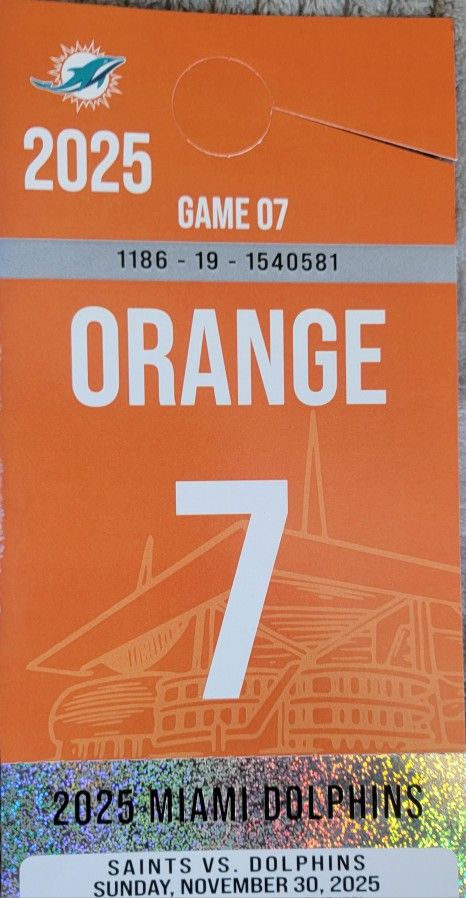 2025
GAME 07
1186 - 19 - 1540581
ORANGE
7
2025 MIAMI DOLPHINS
SAINTS VS. DOLPHINS
SUNDAY, NOVEMBER 30, 2025